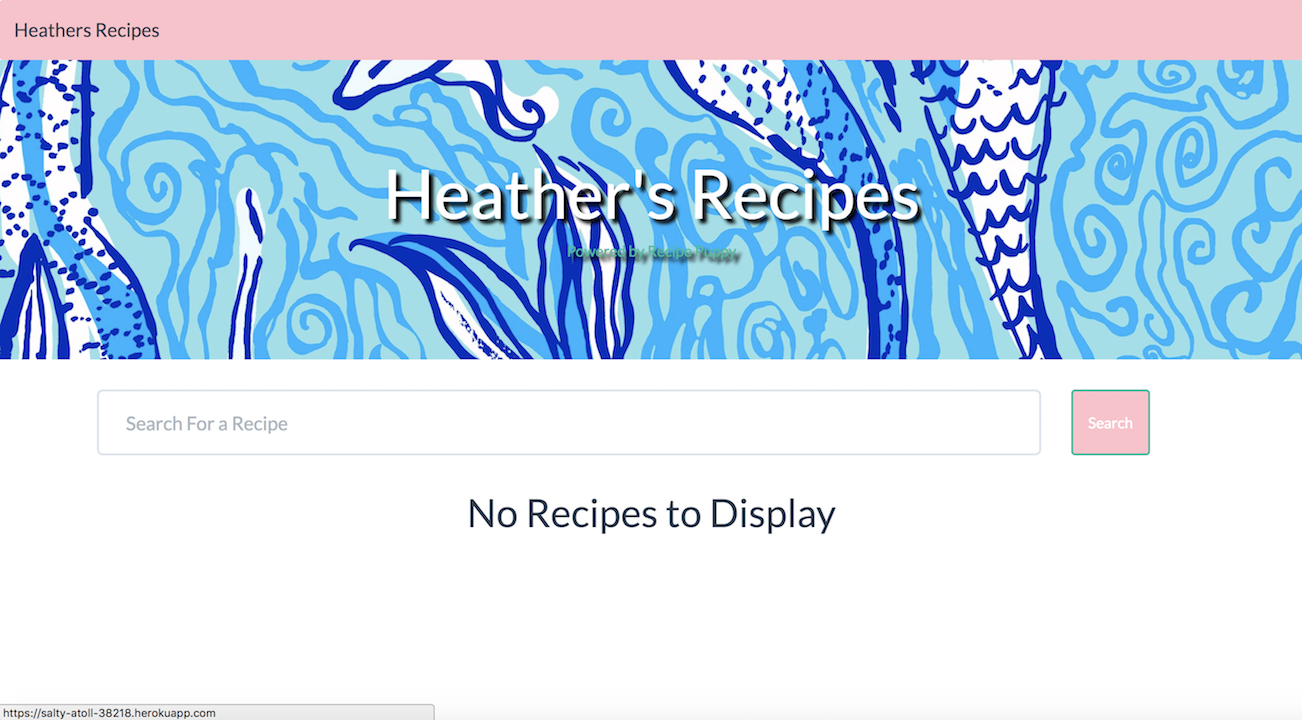 Heathers Recipes
Heather's Recipes
Powered by Recipe Puppy
Search For a Recipe
Search
No Recipes to Display
https://salty-atoll-38218.herokuapp.com